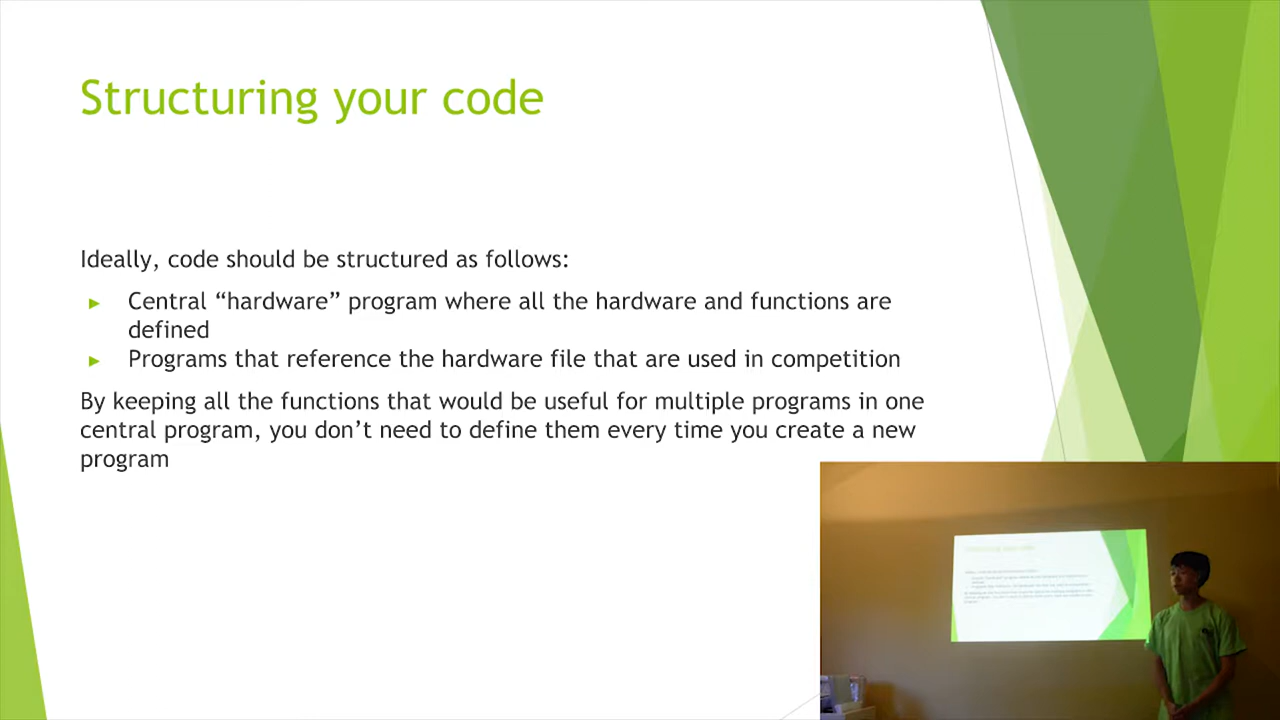 Structuring your code
Ideally, code should be structured as follows:
Central “hardware” program where all the hardware and functions are
defined
Programs that reference the hardware file that are used in competition
By keeping all the functions that would be useful for multiple programs in one
central program, you don’t need to define them every time you create a new
program